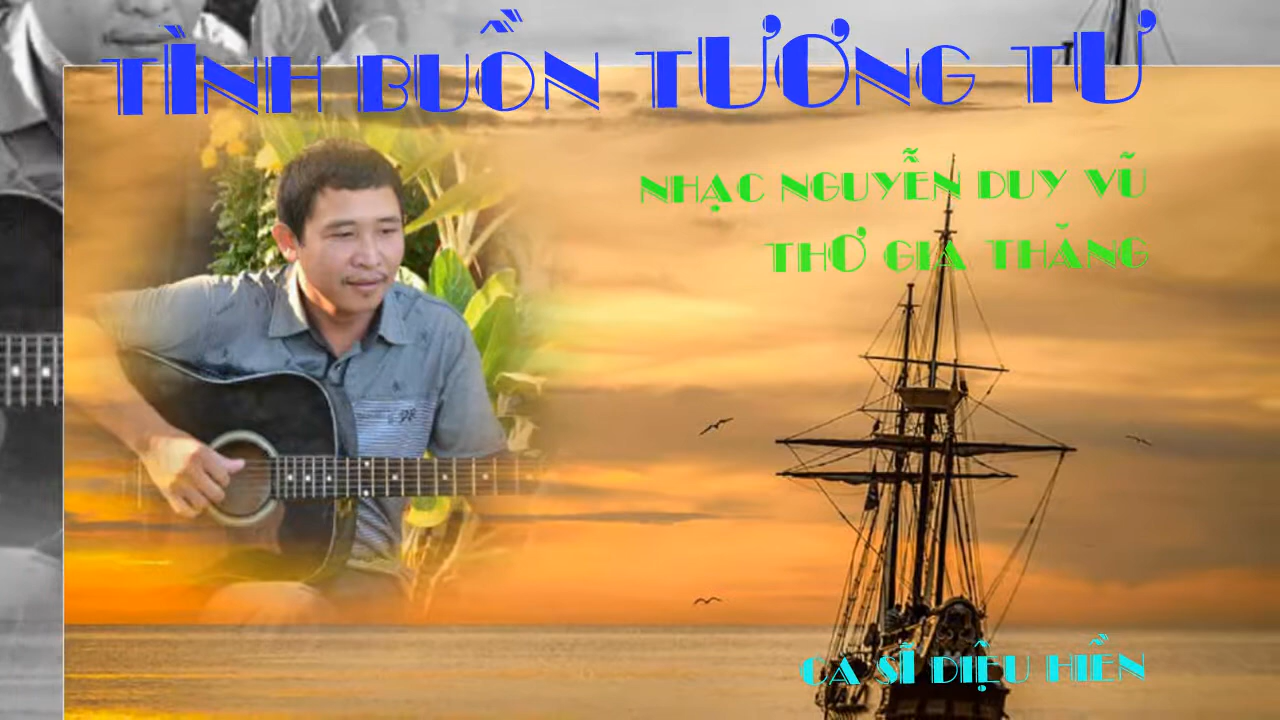 TÌNH BUỒN TƯƠNG TƯ
NHẠC NGUYỄN DUY VŨ
THƠ GIA THĂNG
CA SĨ DIỆU HIỀN